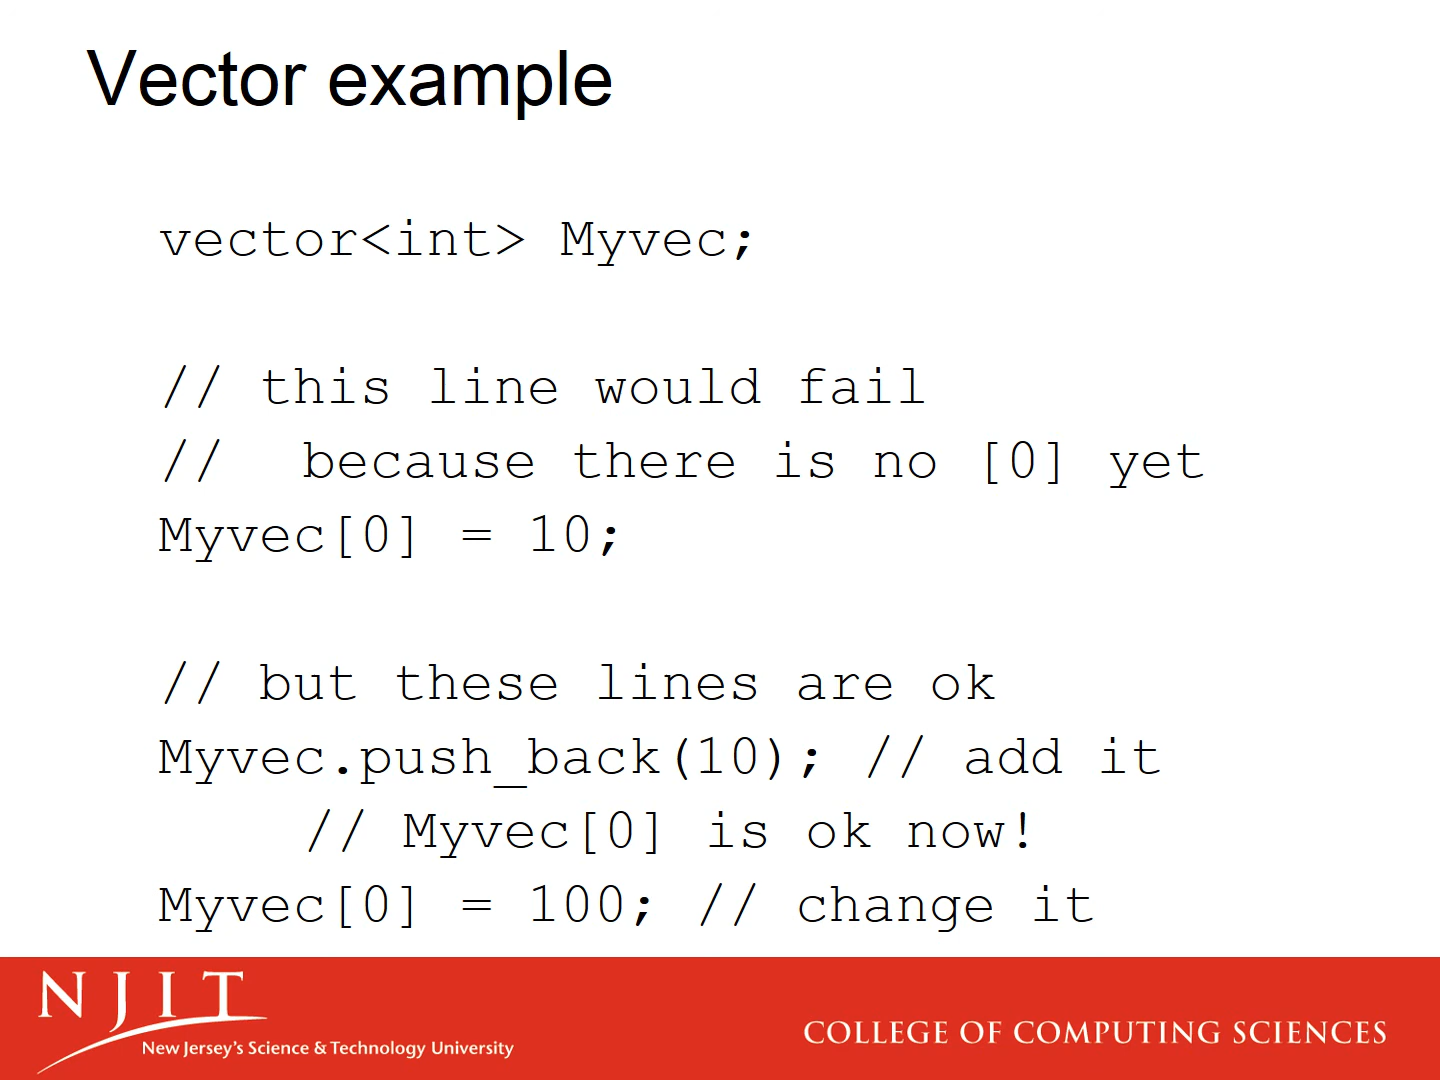 Vector example
vector<int> Myvec;
// this line would fail
//  because there is no [0] yet
Myvec[0] = 10;
// but these lines are ok
Myvec.push_back(10); // add it
// Myvec[0] is ok now!
Myvec[0] = 100; // change it
NJIT
New Jersey's Science & Technology University
COLLEGE OF COMPUTING SCIENCES